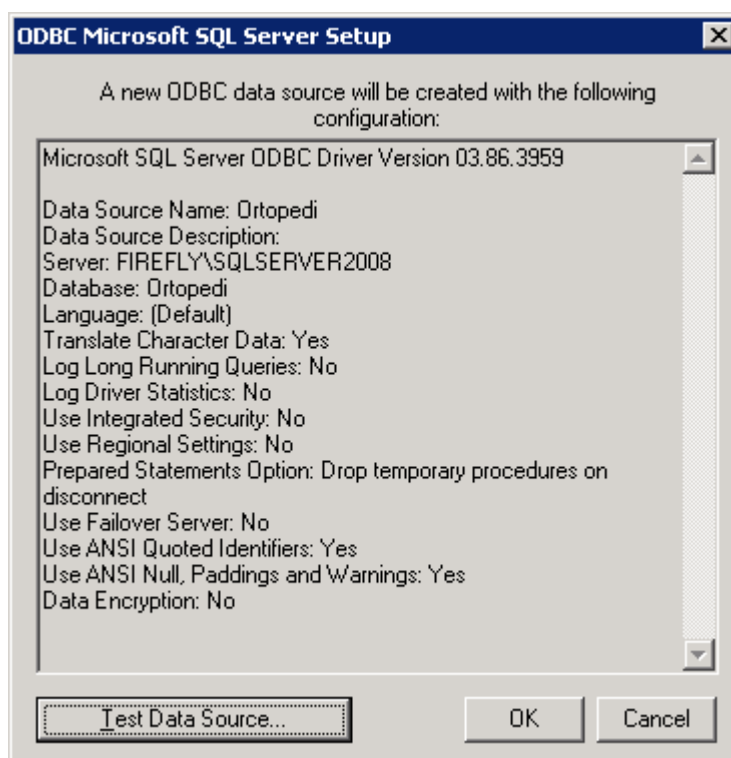 ODBC Microsoft SQL Server Setup
A new ODBC data source will be created with the following
configuration:
Microsoft SQL Server ODBC Driver Version 03.86.3959
Data Source Name: Ortopedi
Data Source Description:
Server: FIREFLY\SQLSERVER2008
Database: Ortopedi
Language: (Default)
Translate Character Data: Yes
Log Long Running Queries: No
Log Driver Statistics: No
Use Integrated Security: No
Use Regional Settings: No
Prepared Statements Option: Drop temporary procedures on
disconnect
Use Failover Server: No
Use ANSI Quoted Identifiers: Yes
Use ANSI Null, Paddings and Warnings: Yes
Data Encryption: No
Test Data Source... OK Cancel